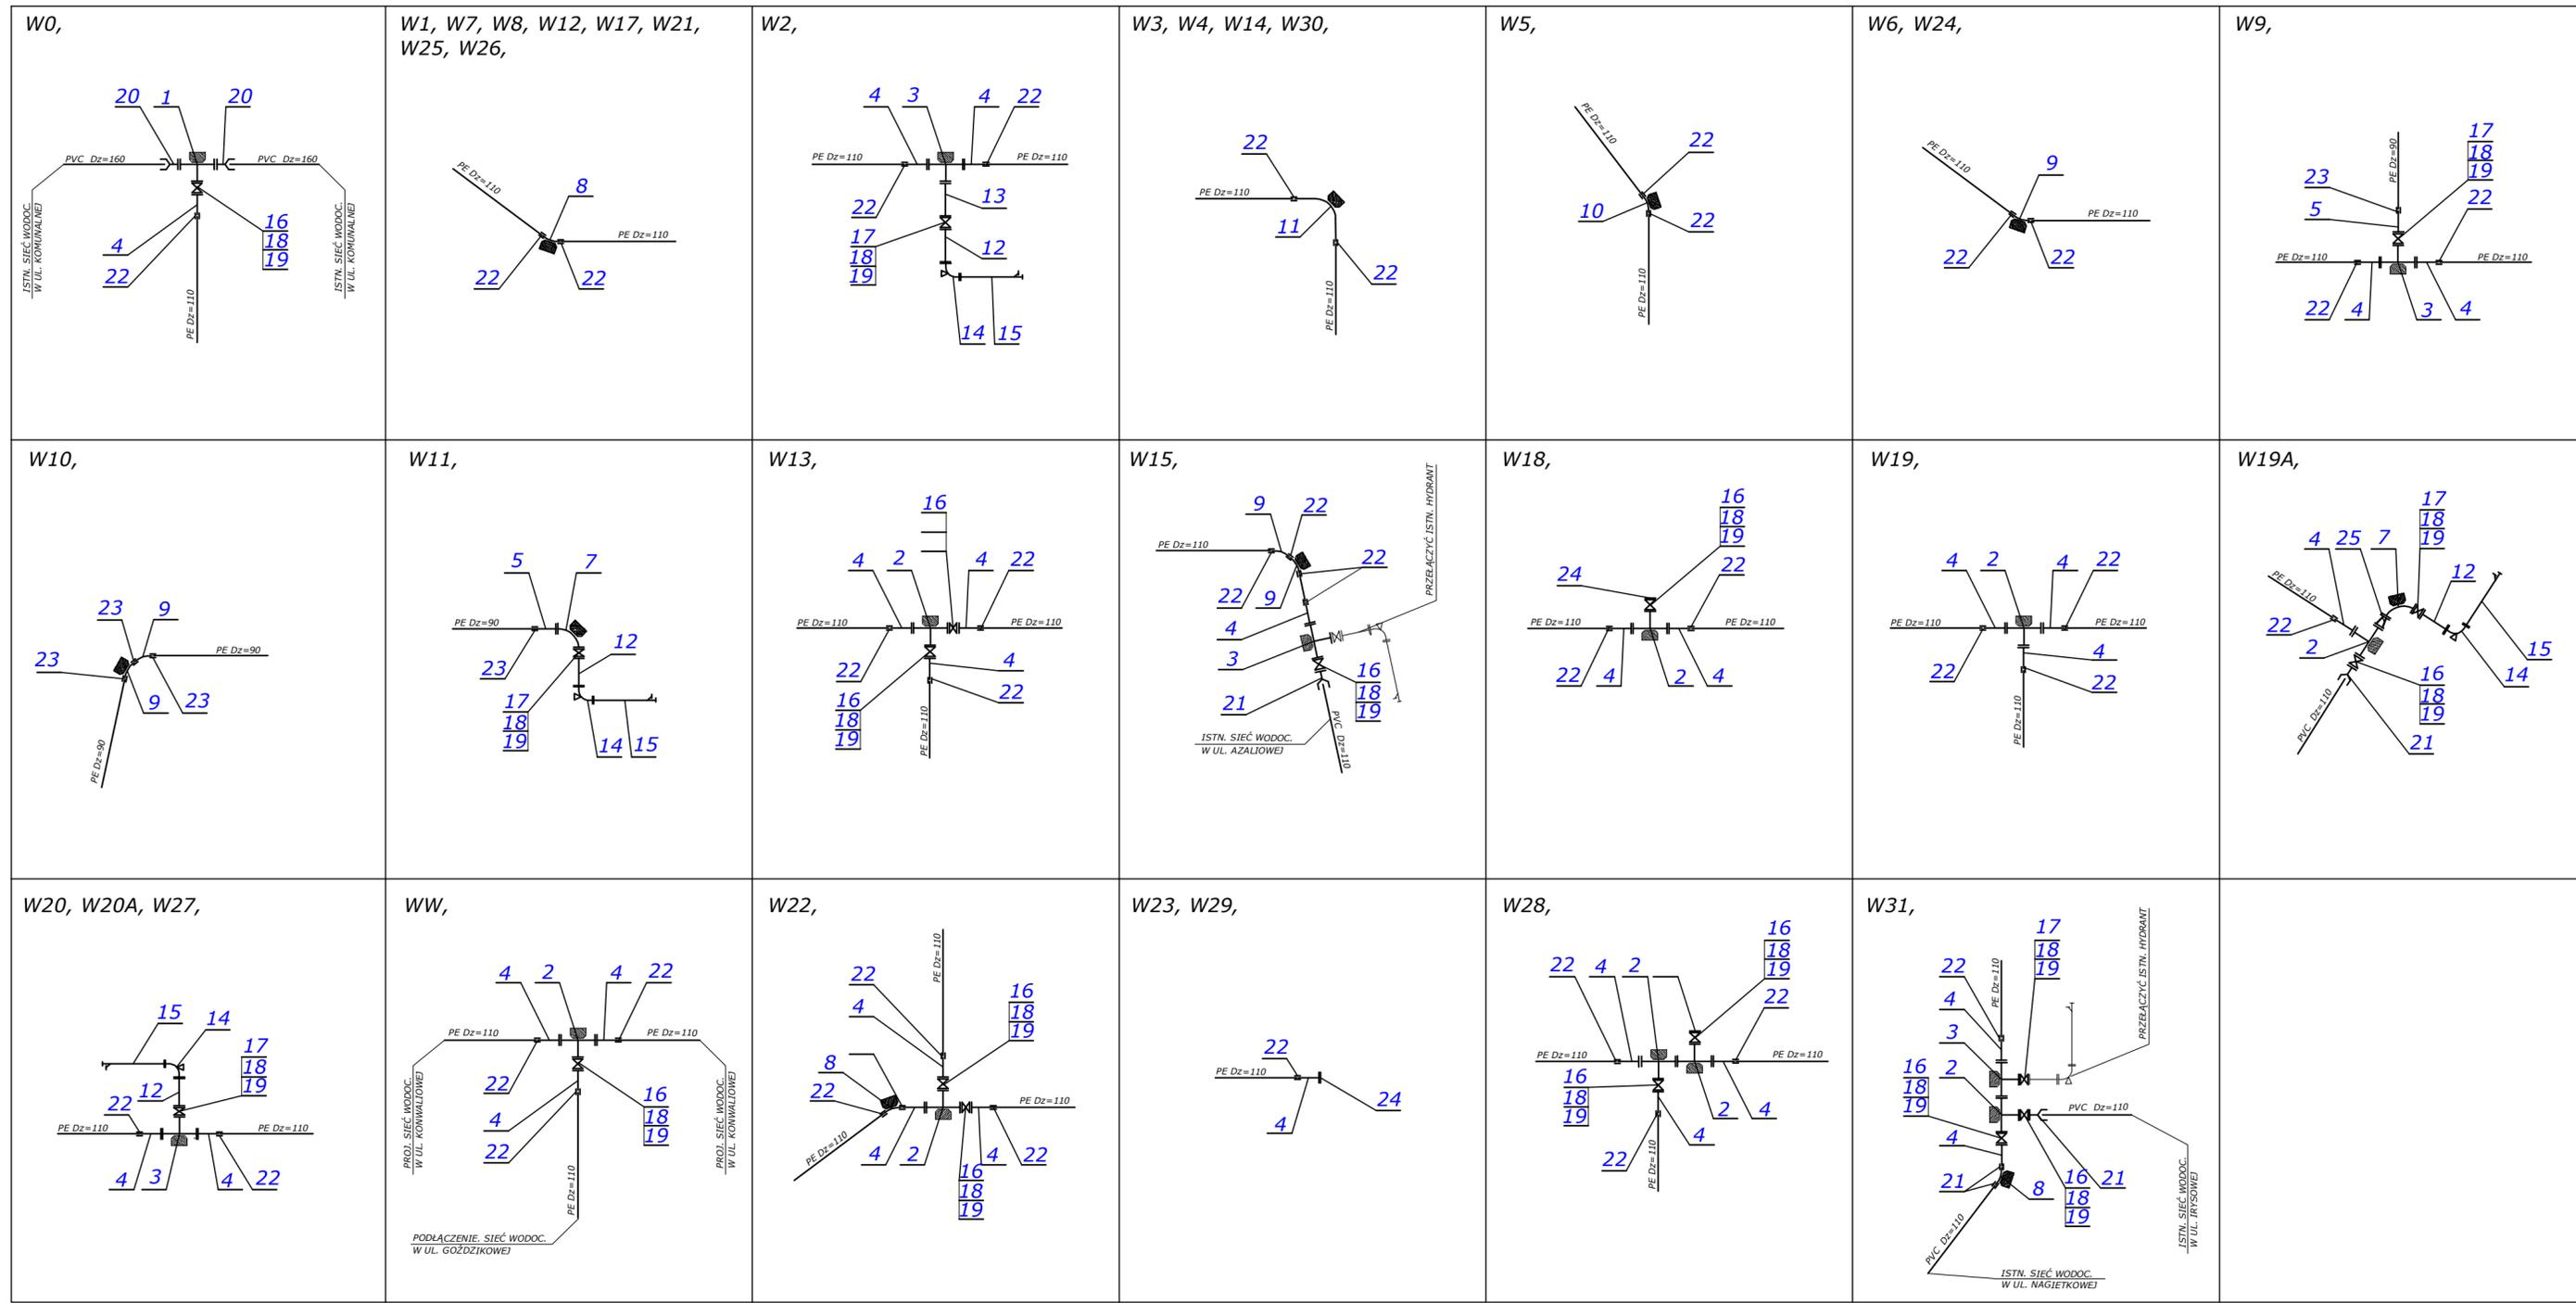 W0,
20
1
20
PVC Dz=160
PVC Dz=160
ISTN. SIEĆ WODOC.
W UL. KOMUNALNEJ
ISTN. SIEĆ WODOC.
W UL. KOMUNALNEJ
4
22
16
18
19
PE Dz=110
W1, W7, W8, W12, W17, W21,
W25, W26,
PE Dz=110
8
PE Dz=110
22
22
W2,
4
3
4
22
PE Dz=110
PE Dz=110
22
13
17
18
19
12
14
15
W3, W4, W14, W30,
22
PE Dz=110
11
22
PE Dz=110
W5,
PE Dz=110
22
10
22
PE Dz=110
W6, W24,
PE Dz=110
9
PE Dz=110
22
22
W9,
17
18
19
PE Dz=90
23
5
22
PE Dz=110
PE Dz=110
22
4
3
4
W10,
23
9
PE Dz=90
23
9
23
PE Dz=90
W11,
5
7
PE Dz=90
23
12
17
18
19
14
15
W13,
16
4
2
4
22
PE Dz=110
PE Dz=110
22
4
16
18
19
22
PE Dz=110
W15,
9
22
PE Dz=110
22
22
9
4
3
16
18
19
21
PRZEŁĄCZYĆ ISTN. HYDRANT
ISTN. SIEĆ WODOC.
W UL. AZALIOWEJ
PVC Dz=110
W18,
16
18
19
24
22
PE Dz=110
PE Dz=110
22
4
2
4
W19,
4
2
4
22
PE Dz=110
PE Dz=110
22
4
22
PE Dz=110
W19A,
17
18
19
4
25
7
12
PE Dz=110
22
2
15
14
16
18
19
PVC Dz=110
21
W20, W20A, W27,
15
14
17
18
19
12
22
PE Dz=110
PE Dz=110
4
3
4
22
WW,
4
2
4
22
PE Dz=110
PE Dz=110
22
16
18
19
4
22
PROJ. SIEĆ WODOC.
W UL. KONWALIOWEJ
PROJ. SIEĆ WODOC.
W UL. KONWALIOWEJ
PE Dz=110
PODŁĄCZENIE. SIEĆ WODOC.
W UL. GOŹDZIKOWEJ
W22,
PE Dz=110
22
4
16
18
19
8
22
PE Dz=110
PE Dz=110
4
2
4
22
16
18
19
W23, W29,
22
PE Dz=110
24
4
W28,
16
18
19
22
4
2
22
PE Dz=110
PE Dz=110
16
18
19
2
4
4
22
PE Dz=110
W31,
17
18
19
22
PE Dz=110
4
3
PRZEŁĄCZYĆ ISTN. HYDRANT
16
18
19
2
PVC Dz=110
4
21
8
16
18
19
21
ISTN. SIEĆ WODOC.
W UL. IRYSOWEJ
PVC Dz=110
ISTN. SIEĆ WODOC.
W UL. NAGIETKOWEJ